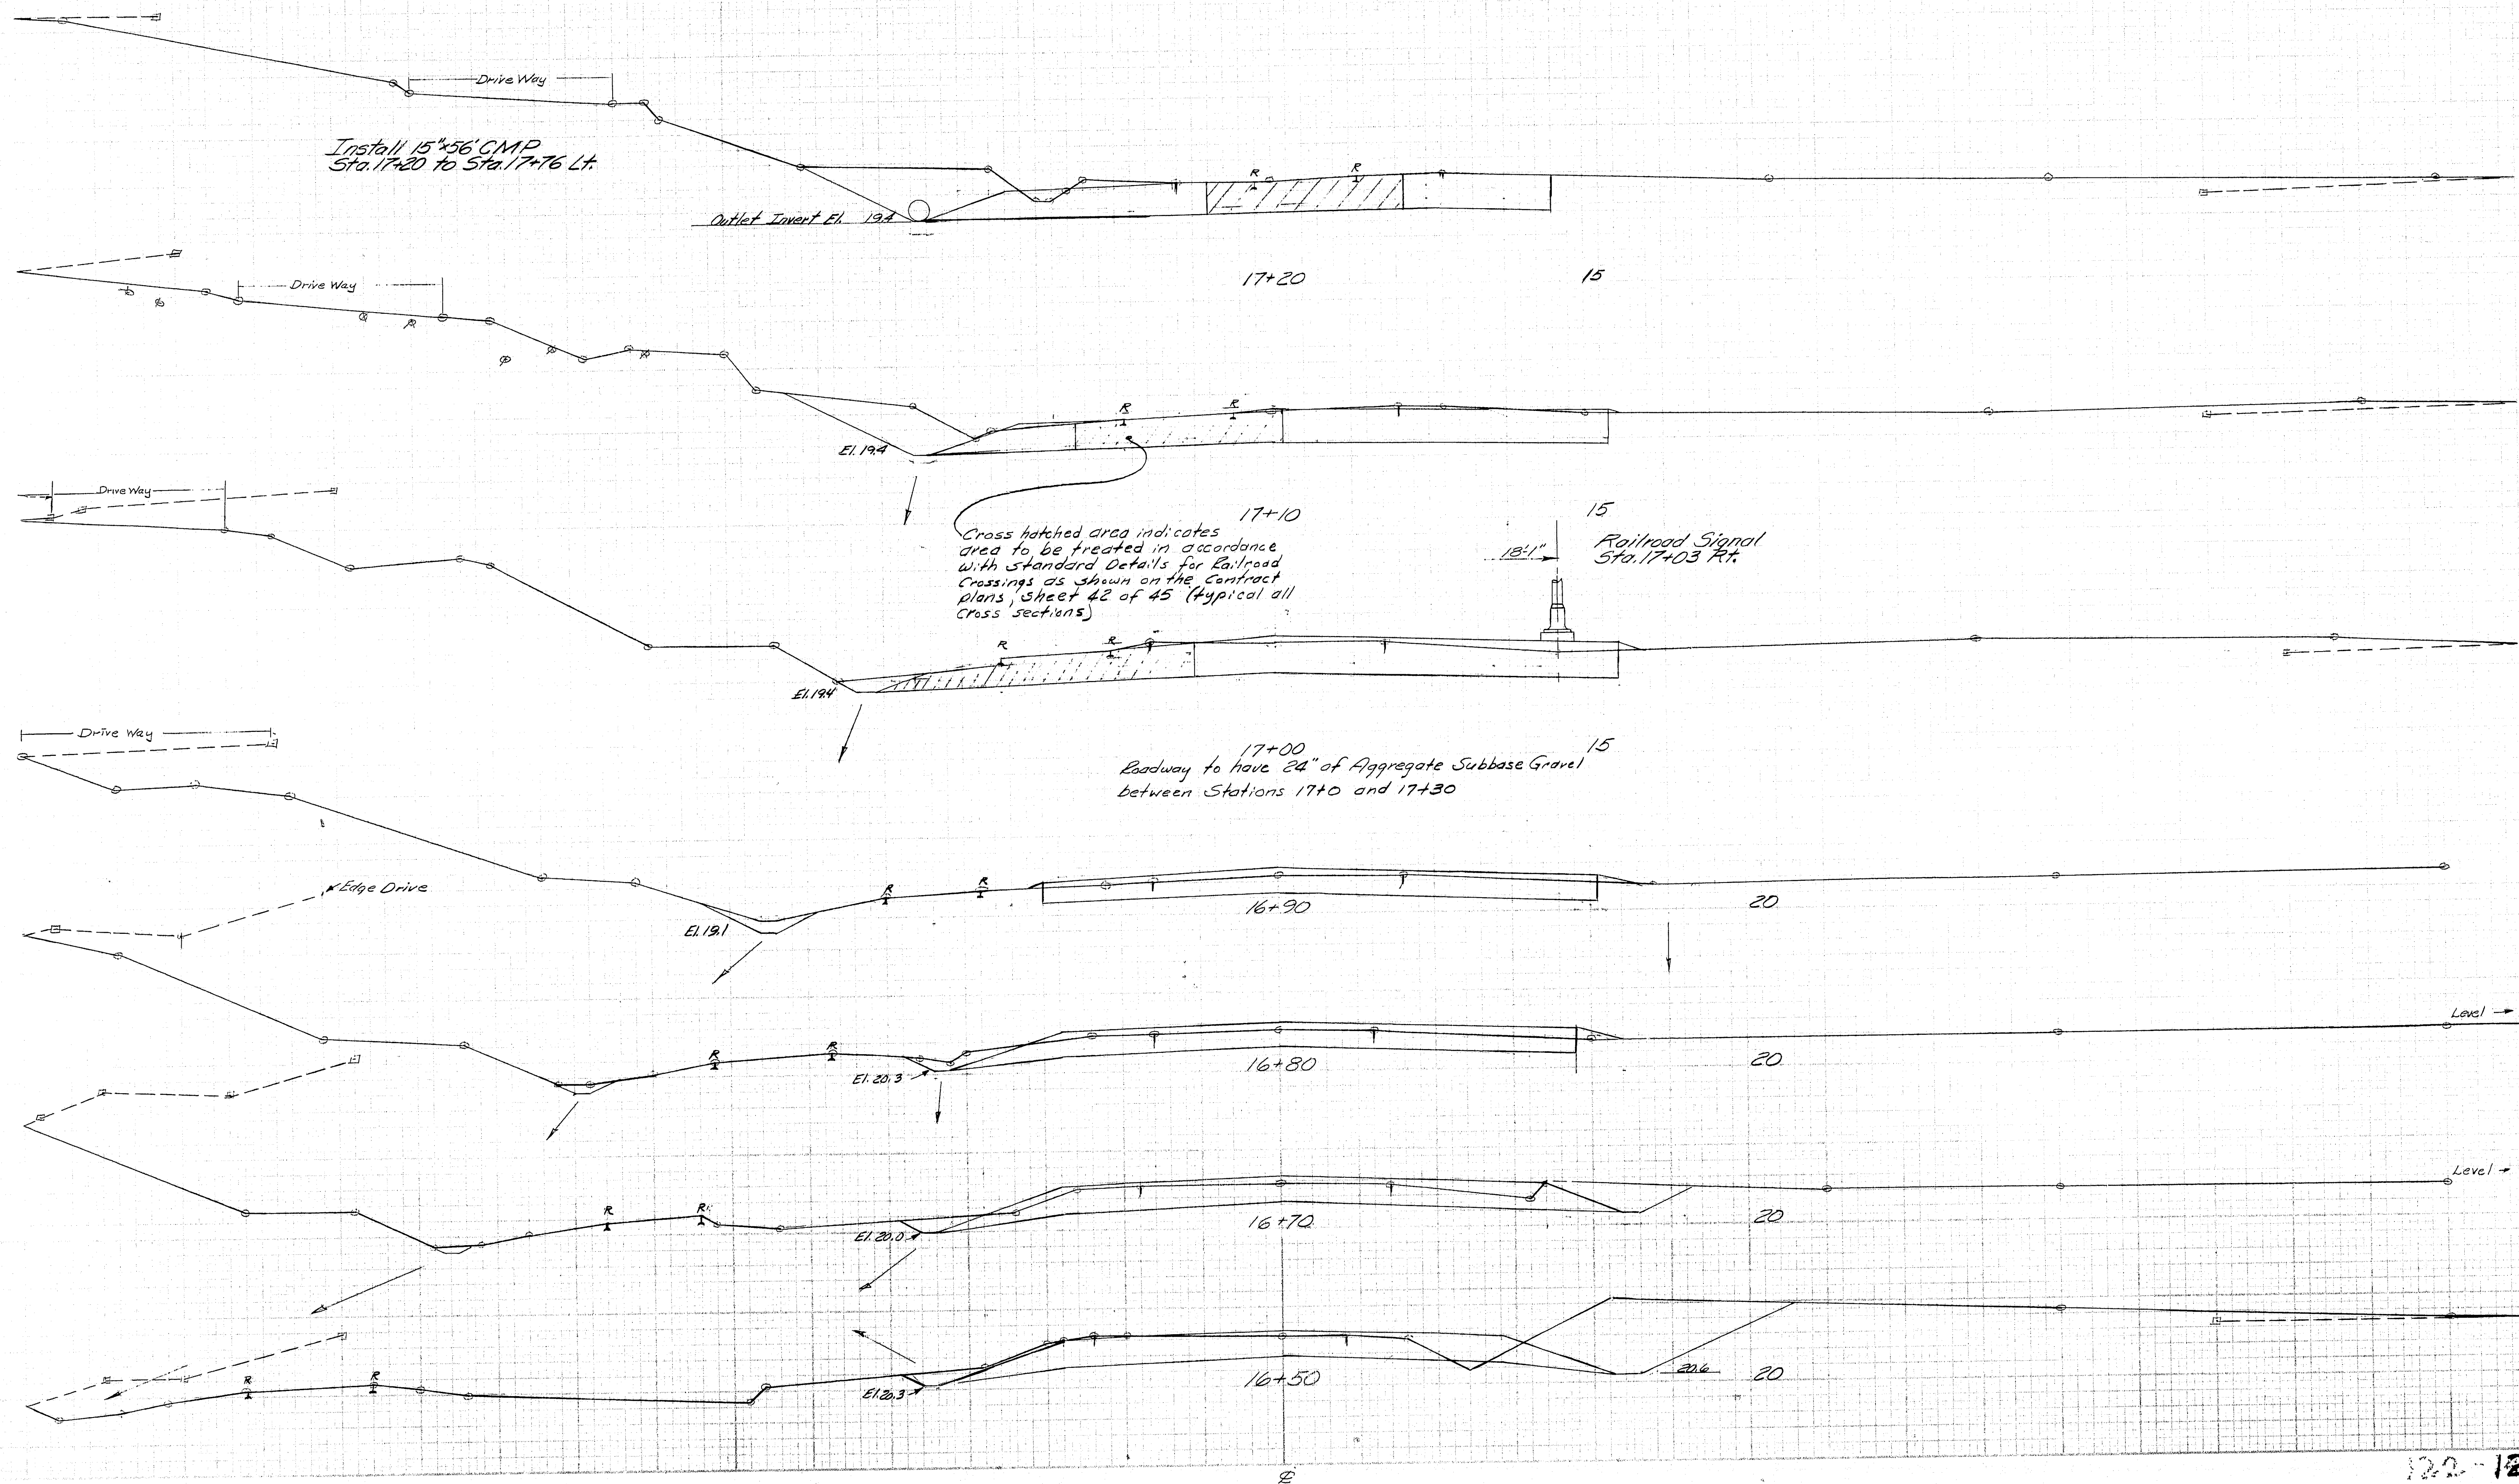 Drive Way
Install 15"x56' CMP
Sta. 17+20 to Sta. 17+76 Lt.
R
R
Outlet Invert El. 19.4
17+20
15
Drive Way
R
R
El. 19.4
Drive Way
17+10
15
Cross hatched area indicates
area to be treated in accordance
with Standard Details for Railroad
Crossings as shown on the Contract
plans, sheet 42 of 45 (typical all
cross sections)
18'-1"
Railroad Signal
Sta. 17+03 Rt.
R
R
El. 19.4
Drive Way
17+00
15
Roadway to have 24" of Aggregate Subbase Gravel
between Stations 17+0 and 17+30
Edge Drive
R
R
El. 19.1
16+90
20
Level
R
R
El. 20.3
16+80
20
Level
R
R
El. 20.0
16+70
20
R
R
El. 20.3
16+50
20.6
20